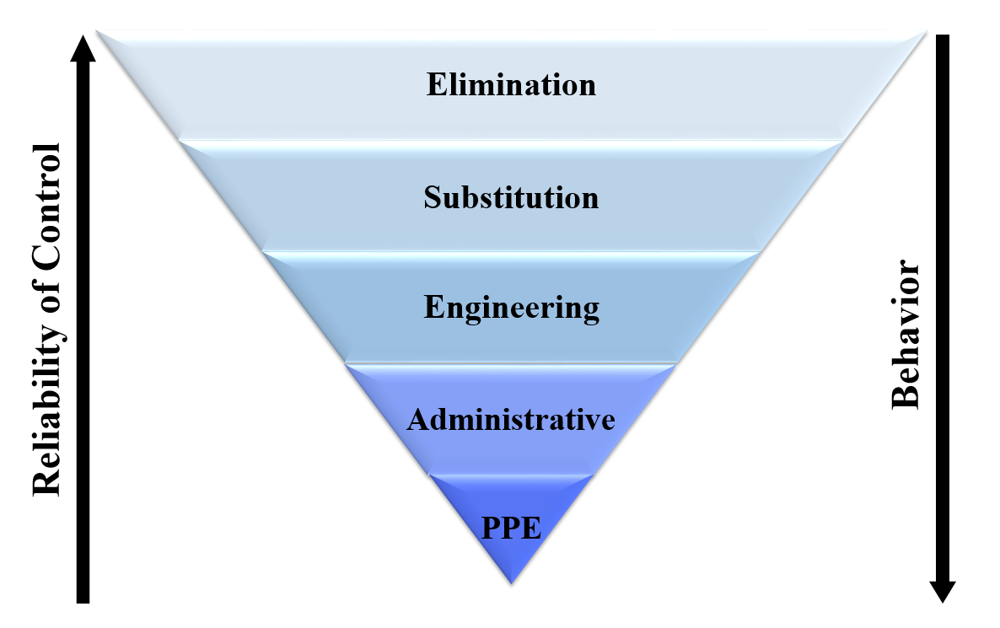 Elimination
Substitution
Engineering
Administrative
PPE
Reliability of Control
Behavior